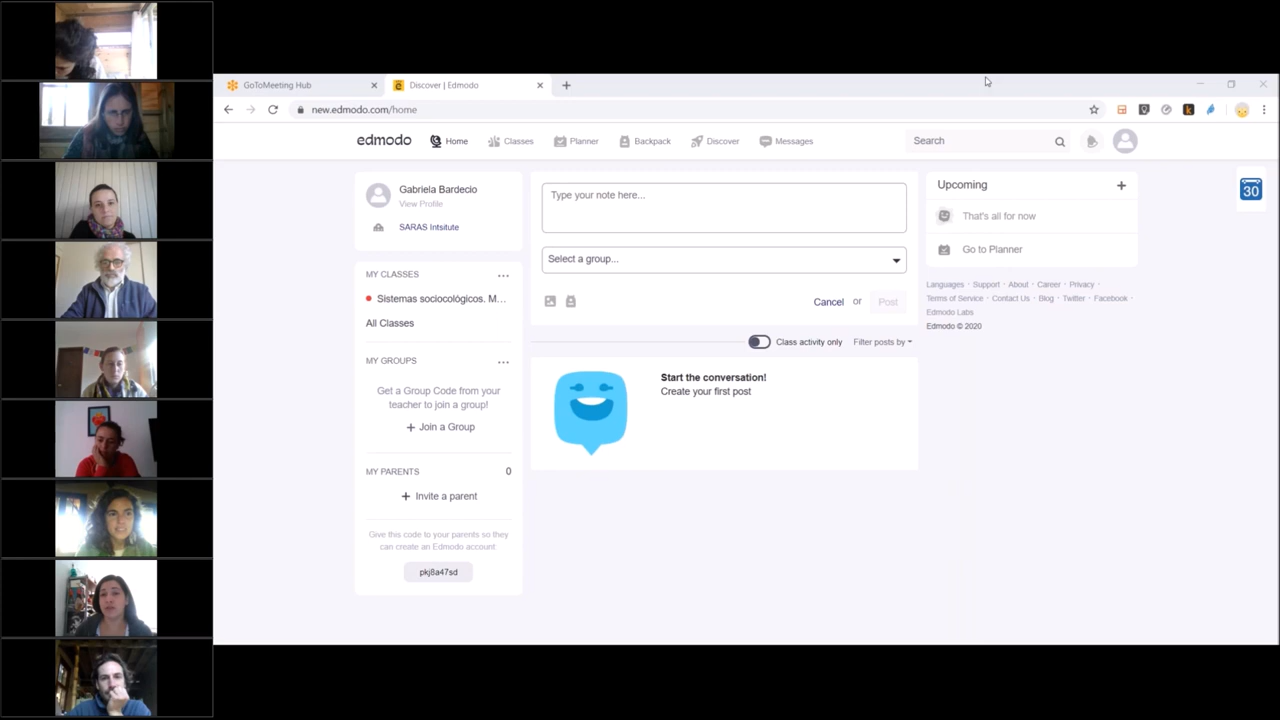 GoToMeeting Hub
Discover | Edmodo
new.edmodo.com/home
edmodo
Home
Classes
Planner
Backpack
Discover
Messages
Search
Gabriela Bardecio
View Profile
SARAS Intsitute
MY CLASSES
Sistemas sociocológicos. M...
All Classes
MY GROUPS
Get a Group Code from your
teacher to join a group!
+ Join a Group
MY PARENTS 0
+ Invite a parent
Give this code to your parents so they
can create an Edmodo account
pkj8a47sd
Type your note here...
Select a group...
Cancel or Post
Class activity only
Filter posts by
Start the conversation!
Create your first post
Upcoming
That's all for now
Go to Planner
Languages · Support · About · Career · Privacy ·
Terms of Service · Contact Us · Blog · Twitter · Facebook ·
Edmodo Labs
Edmodo © 2020
30